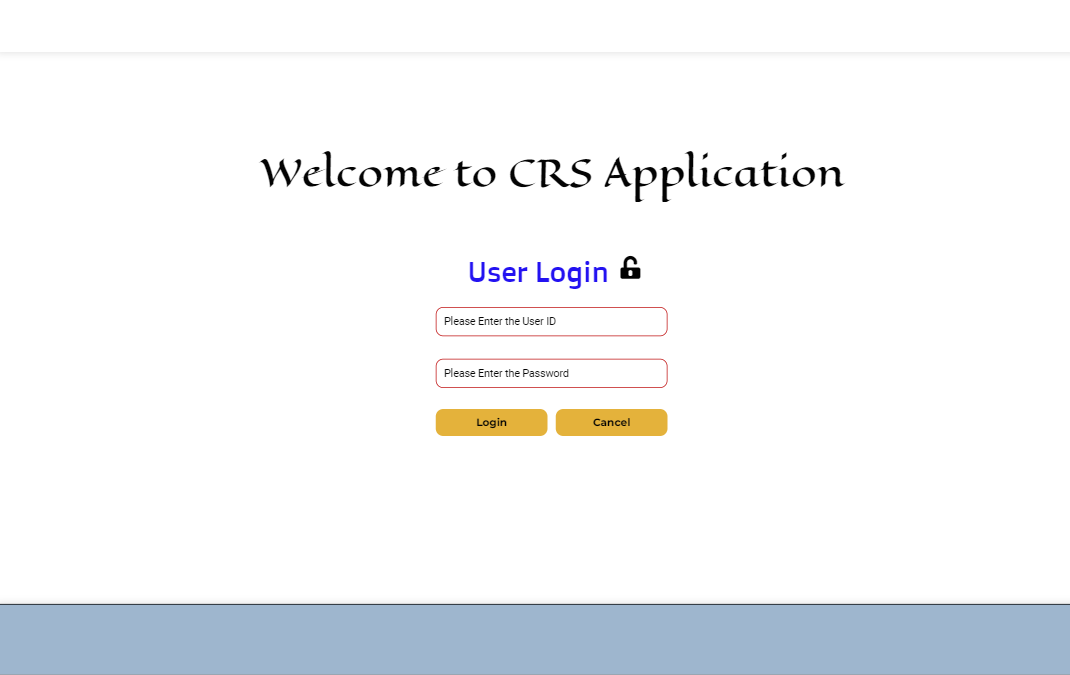 Welcome to CRS Application
User Login
Please Enter the User ID
Please Enter the Password
Login
Cancel